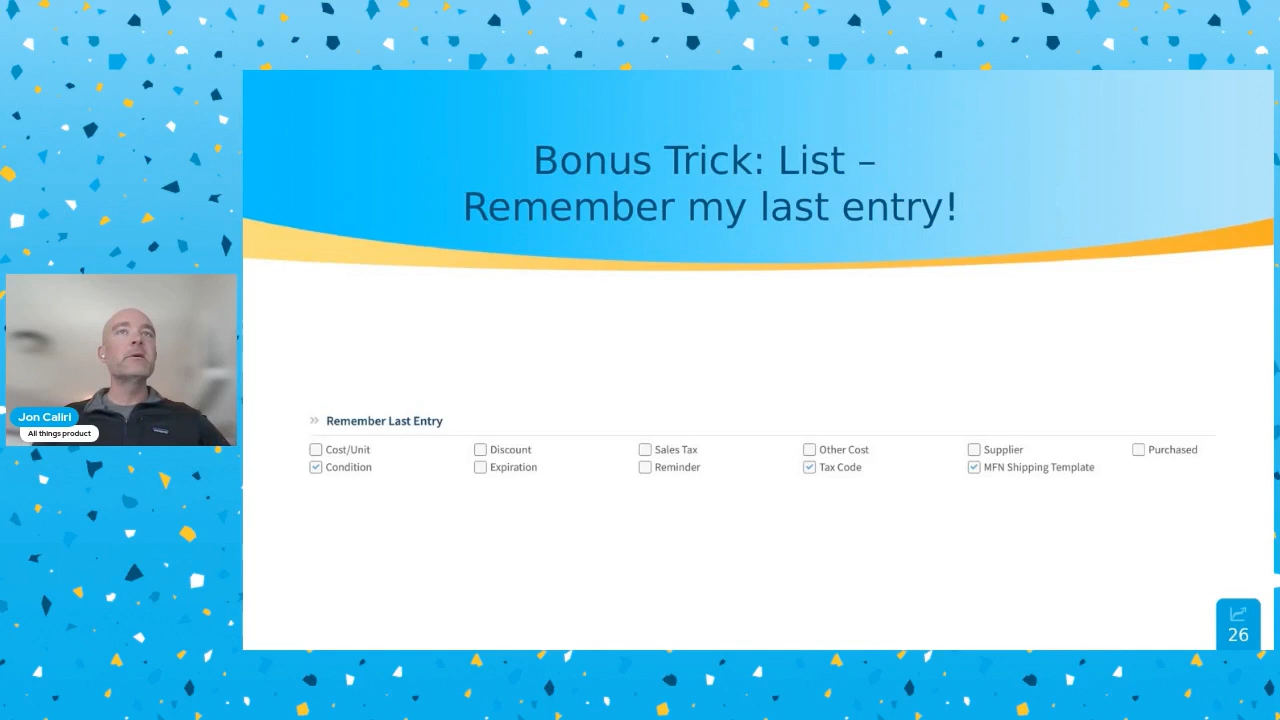 Bonus Trick: List –
Remember my last entry!
Jon Caliri
All things product
Remember Last Entry
Cost/Unit Discount Sales Tax Other Cost Supplier Purchased
Condition Expiration Reminder Tax Code MFN Shipping Template
26